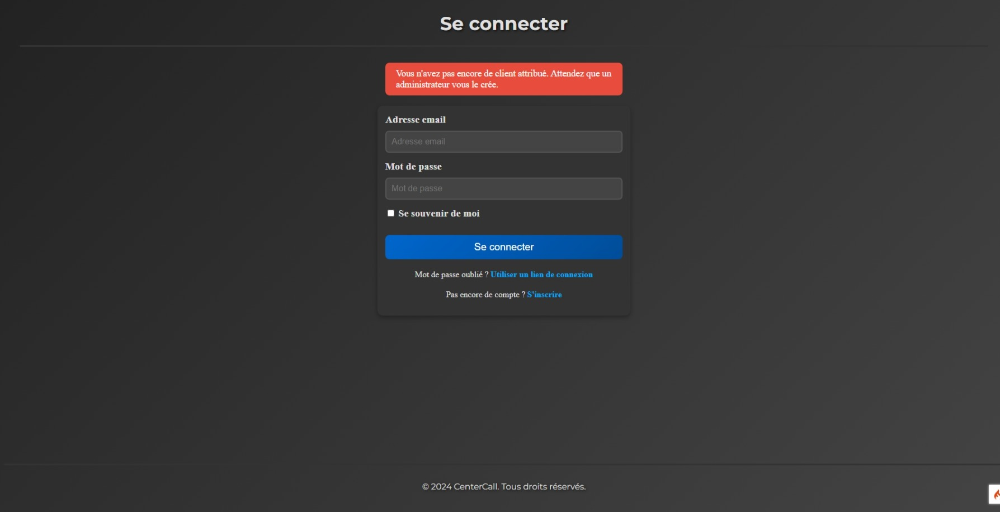 Se connecter
Vous n'avez pas encore de client attribué. Attendez que un
administrateur vous le crée.
Adresse email
Adresse email
Mot de passe
Mot de passe
Se souvenir de moi
Se connecter
Mot de passe oublié ? Utiliser un lien de connexion
Pas encore de compte ? S'inscrire
© 2024 CenterCall. Tous droits réservés.